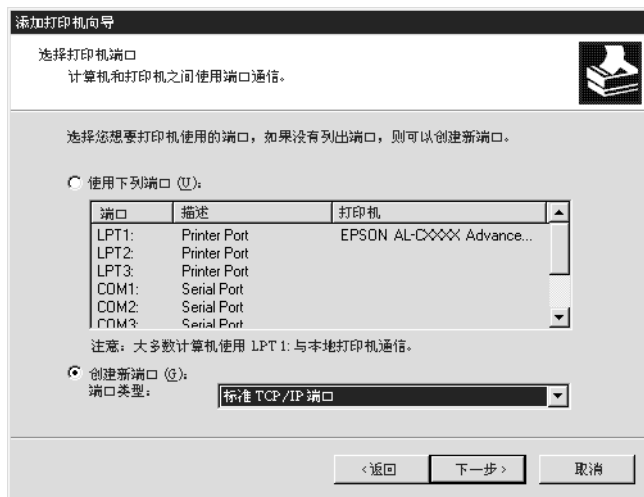 添加打印机向导
选择打印机端口
计算机和打印机之间使用端口通信。
选择您想要打印机使用的端口，如果没有列出端口，则可以创建新端口。
使用下列端口 (U):
端口 描述 打印机
LPT1: Printer Port EPSON AL-CXXXX Advance...
LPT2: Printer Port
LPT3: Printer Port
COM1: Serial Port
COM2: Serial Port
COM3: Serial Port
注意：大多数计算机使用 LPT 1: 与本地打印机通信。
创建新端口 (G):
端口类型：
标准 TCP/IP 端口
<返回
下一步>
取消